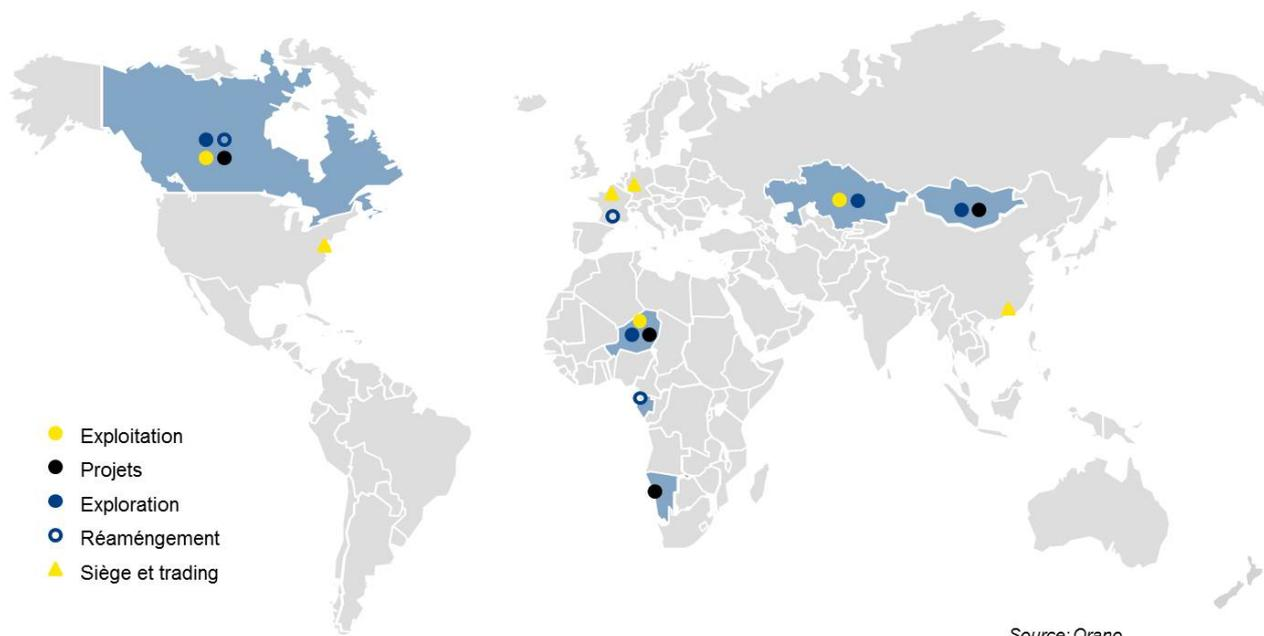 Exploitation
Projets
Exploration
Réaméngement
Siège et trading
Source: Orano